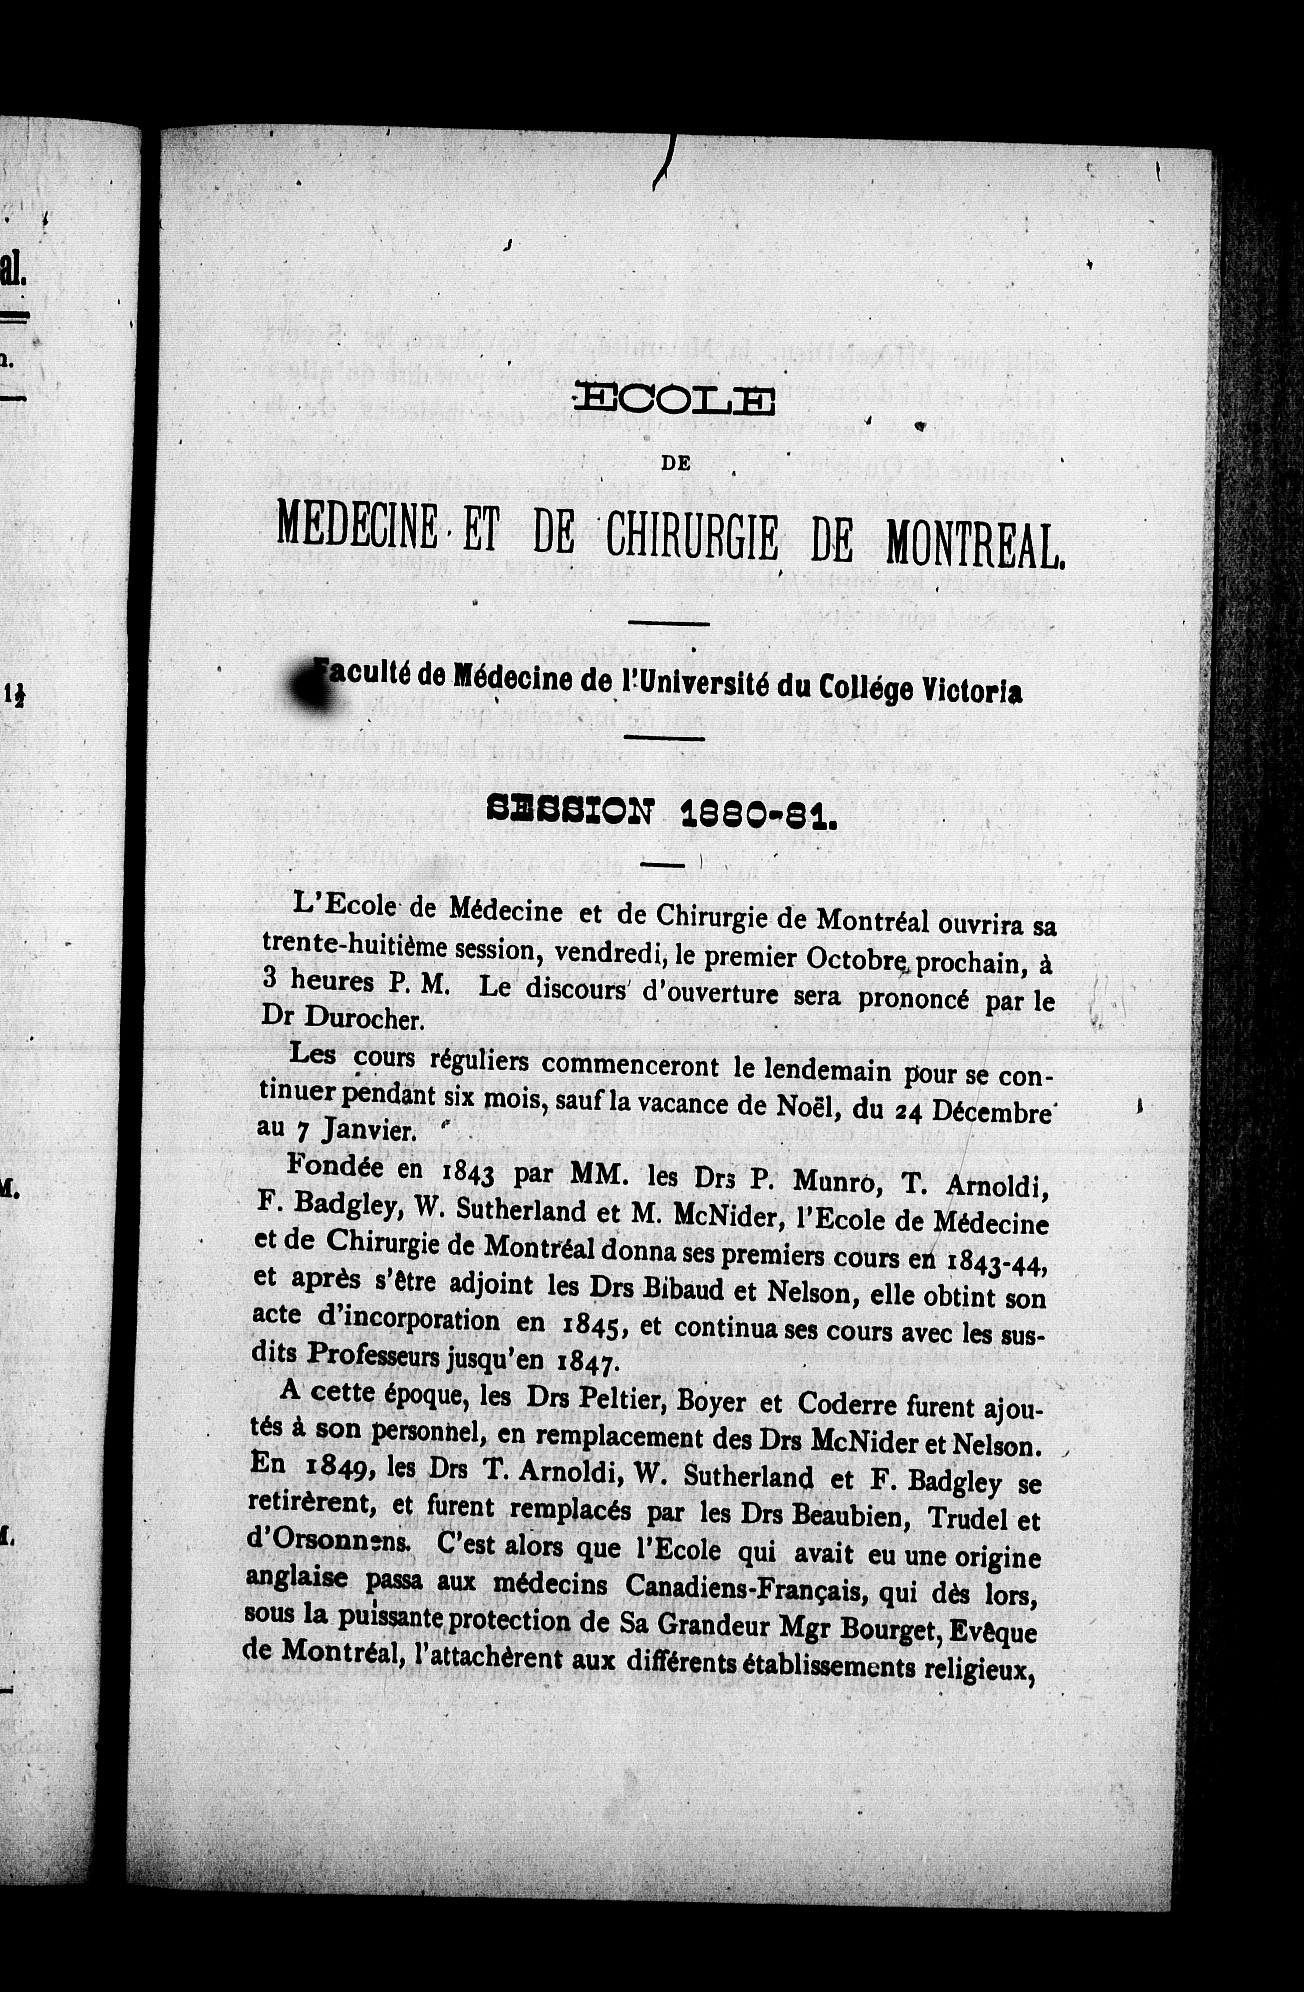 al.
n.
1½
M.
ECOLE
DE
MEDECINE ET DE CHIRURGIE DE MONTREAL.
Faculté de Médecine de l'Université du Collége Victoria
SESSION 1880-81.
L'Ecole de Médecine et de Chirurgie de Montréal ouvrira sa
trente-huitième session, vendredi, le premier Octobre prochain, à
3 heures P. M. Le discours d'ouverture sera prononcé par le
Dr Durocher.
Les cours réguliers commenceront le lendemain pour se con-
tinuer pendant six mois, sauf la vacance de Noël, du 24 Décembre
au 7 Janvier.
Fondée en 1843 par MM. les Drs P. Munro, T. Arnoldi,
F. Badgley, W. Sutherland et M. McNider, l'Ecole de Médecine
et de Chirurgie de Montréal donna ses premiers cours en 1843-44,
et après s'être adjoint les Drs Bibaud et Nelson, elle obtint son
acte d'incorporation en 1845, et continua ses cours avec les sus-
dits Professeurs jusqu'en 1847.
A cette époque, les Drs Peltier, Boyer et Coderre furent ajou-
tés à son personnel, en remplacement des Drs McNider et Nelson.
En 1849, les Drs T. Arnoldi, W. Sutherland et F. Badgley se
retirèrent, et furent remplacés par les Drs Beaubien, Trudel et
d'Orsonnens. C'est alors que l'Ecole qui avait eu une origine
anglaise passa aux médecins Canadiens-Français, qui dès lors,
sous la puissante protection de Sa Grandeur Mgr Bourget, Evêque
de Montréal, l'attachèrent aux différents établissements religieux,